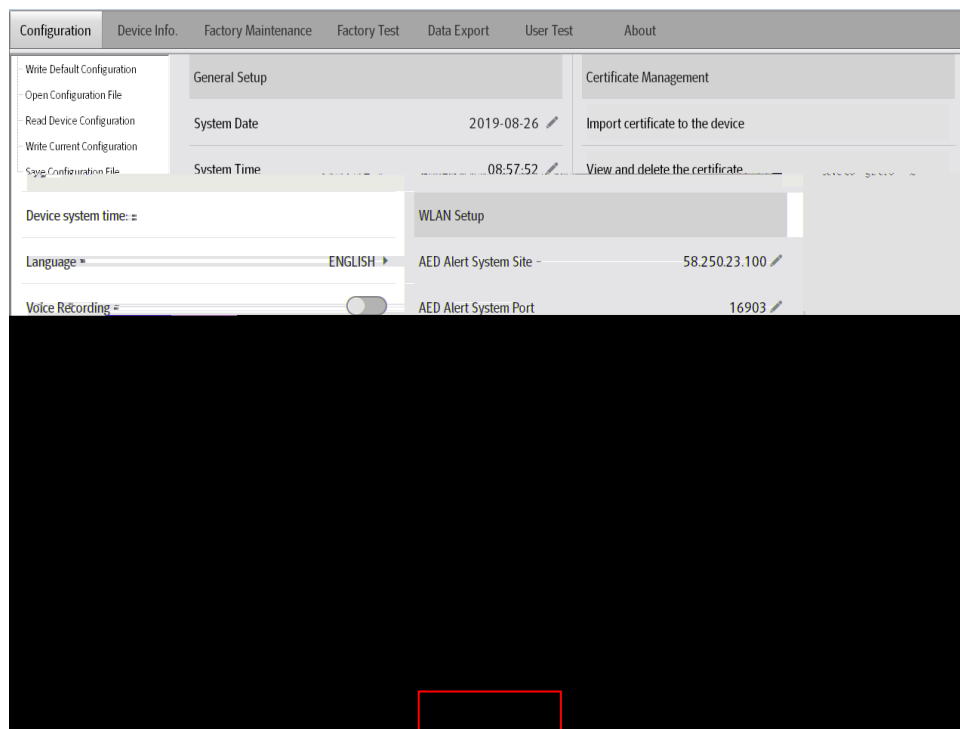 Configuration Device Info. Factory Maintenance Factory Test Data Export User Test About
Write Default Configuration
Open Configuration File
Read Device Configuration
Write Current Configuration
Save Configuration File
General Setup
System Date 2019-08-26
System Time 08:57:52
Certificate Management
Import certificate to the device
View and delete the certificate
Device system time:
Language ENGLISH
Voice Recording
WLAN Setup
AED Alert System Site 58.250.23.100
AED Alert System Port 16903